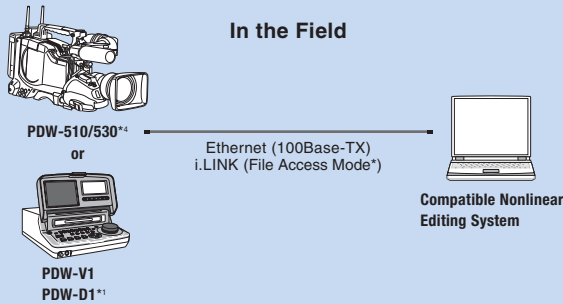 In the Field
PDW-510/530*4
or
Ethernet (100Base-TX)
i.LINK (File Access Mode*)
Compatible Nonlinear
Editing System
PDW-V1
PDW-D1*1